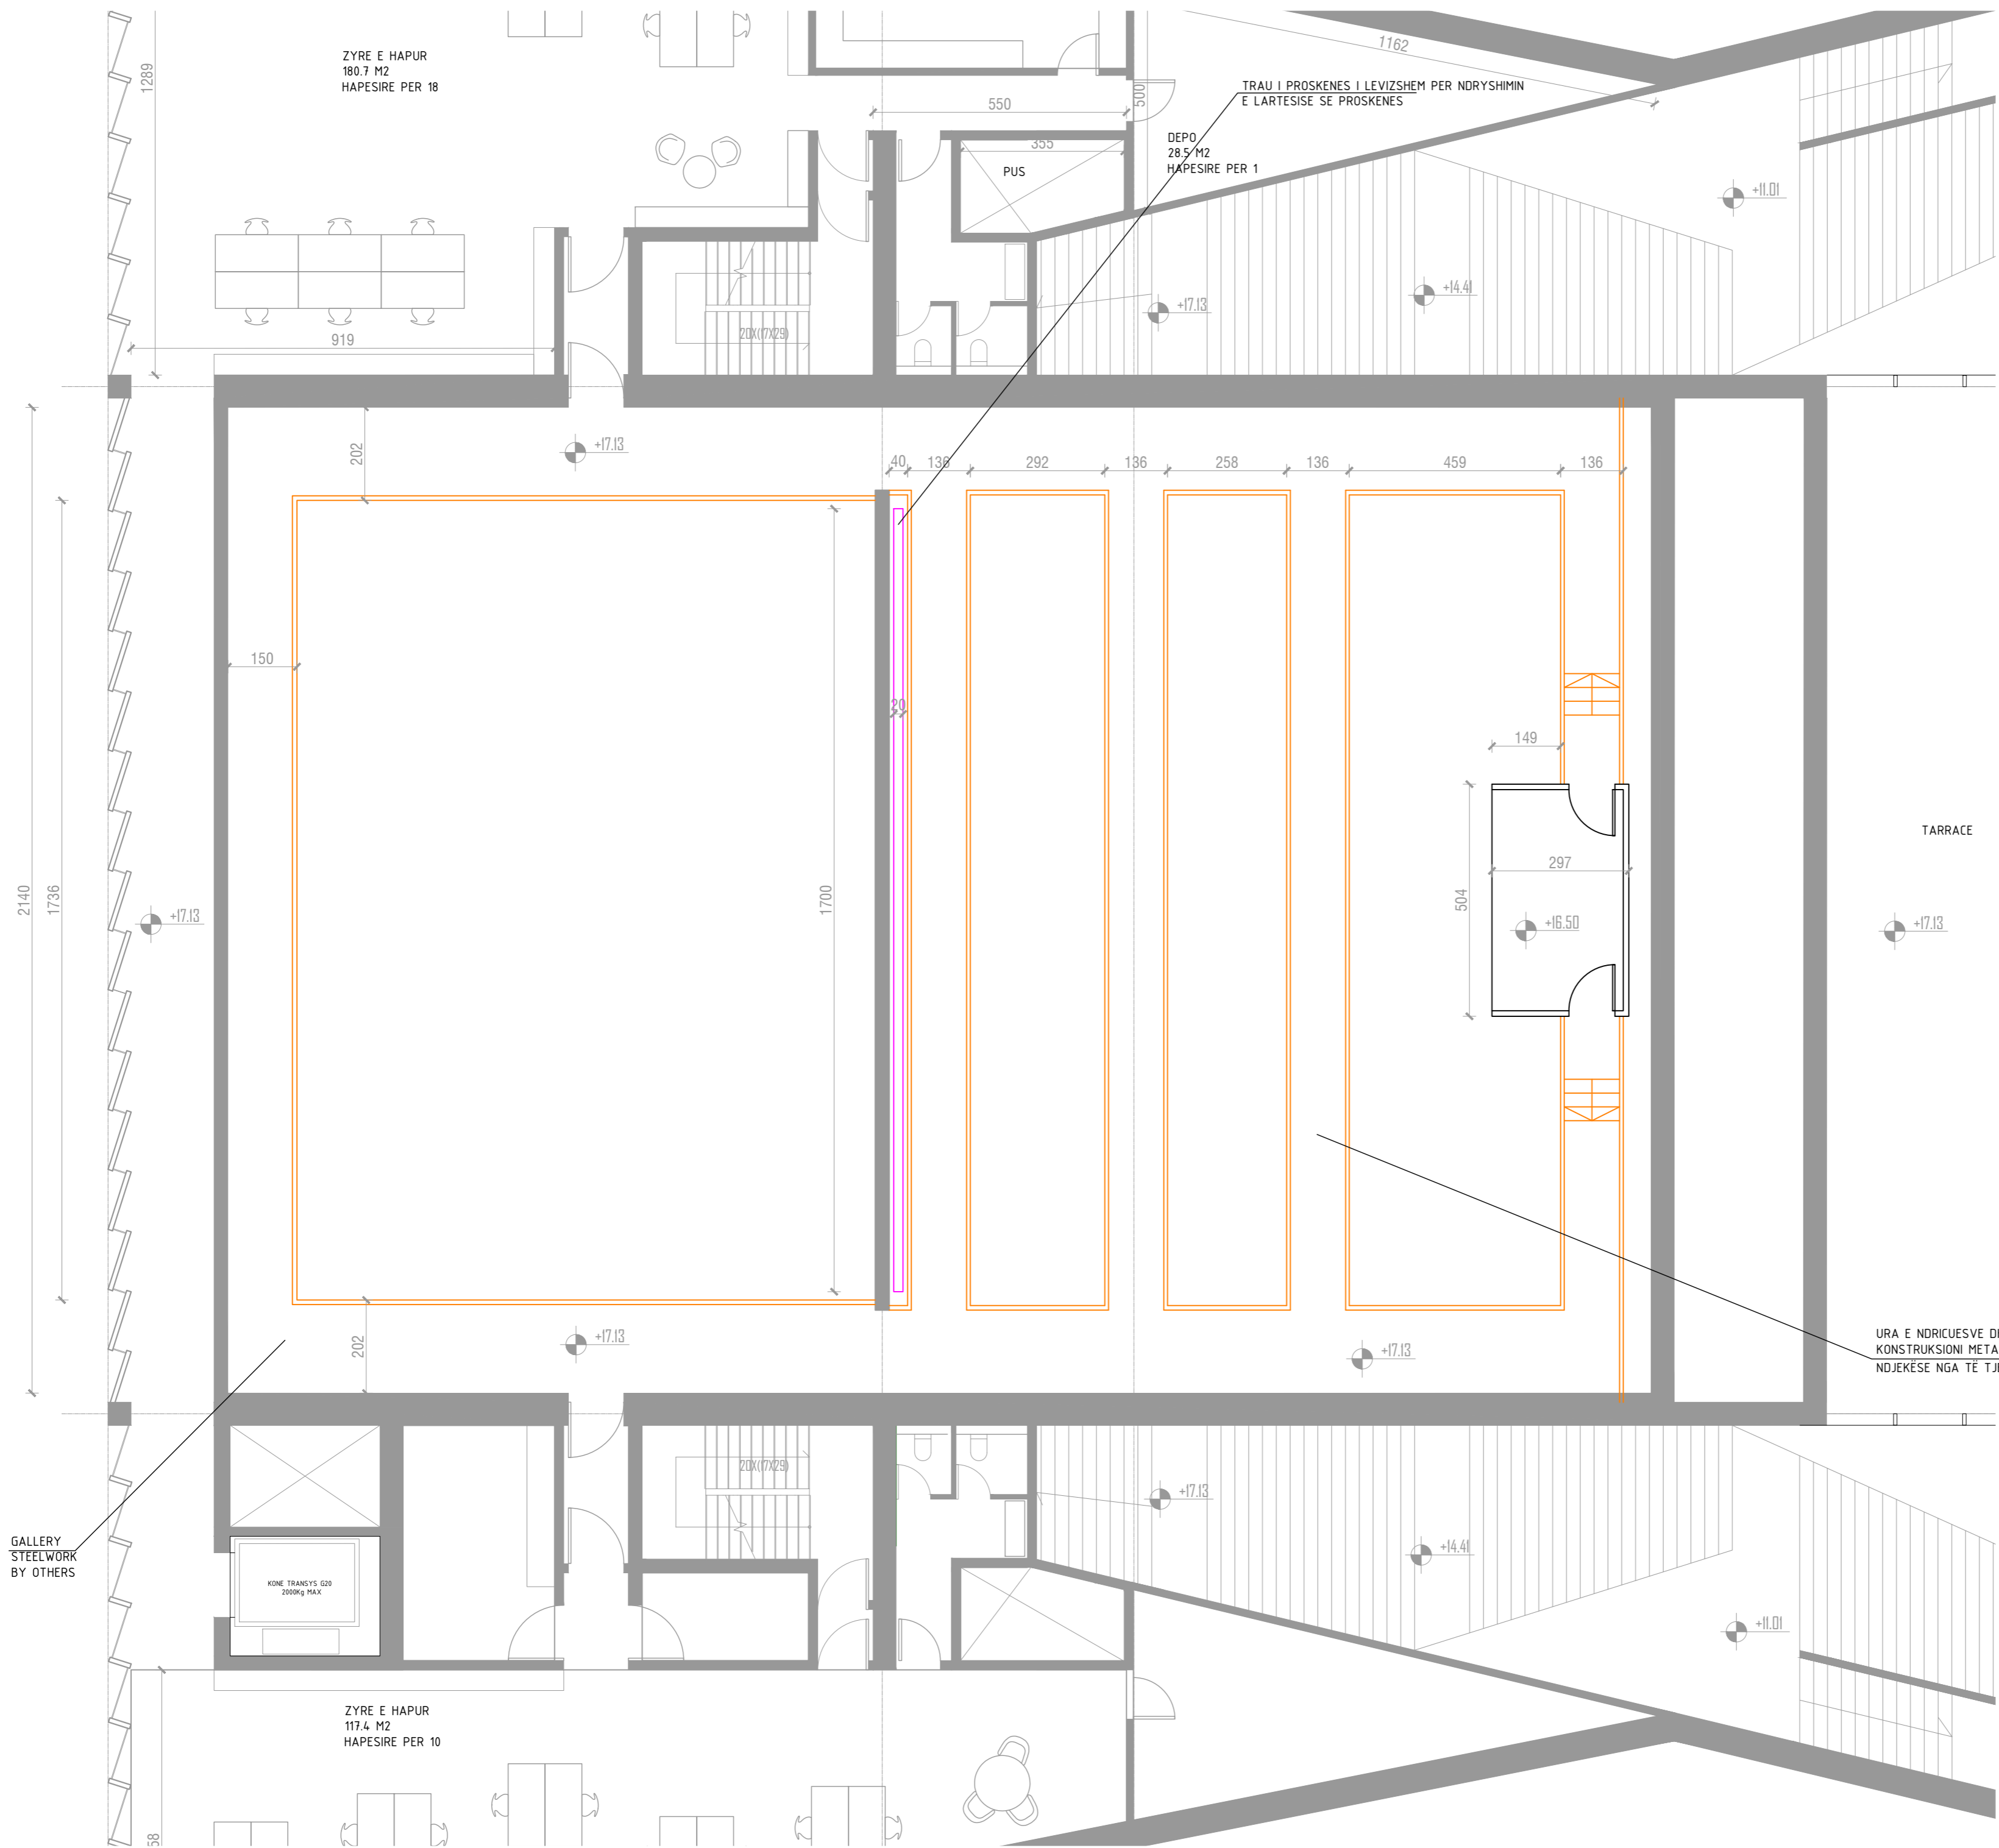 ZYRE E HAPUR
180.7 M2
HAPESIRE PER 18
1289
1162
TRAU I PROSKENES I LEVIZSHEM PER NDRYSHIMIN
E LARTESISE SE PROSKENES
550
500
DEPO
28.5 M2
HAPESIRE PER 1
355
PUS
+11.01
+14.41
+17.13
20X(17X29)
919
202
+17.13
40
136
292
136
258
136
459
136
150
20
149
TARRACE
297
504
2140
1736
1700
+17.13
+16.50
+17.13
202
+17.13
+17.13
URA E NDRICUESVE DH
KONSTRUKSIONI META
NDJEKËSE NGA TË TJE
20X(17X29)
+17.13
+14.41
GALLERY
STEELWORK
BY OTHERS
KONE TRANSYS G20
2000Kg MAX
+11.01
ZYRE E HAPUR
117.4 M2
HAPESIRE PER 10